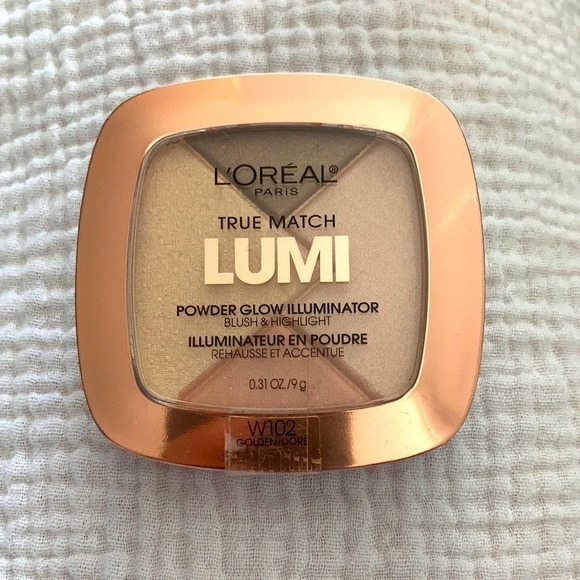 L'ORÉAL®
PARIS
TRUE MATCH
LUMI
POWDER GLOW ILLUMINATOR
BLUSH & HIGHLIGHT
ILLUMINATEUR EN POUDRE
REHAUSSE ET ACCENTUE
0.31 OZ./9 g
W102
GOLDEN/DORÉ